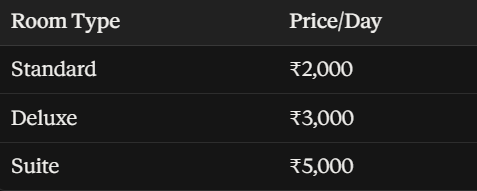 Room Type Price/Day
Standard ₹2,000
Deluxe ₹3,000
Suite ₹5,000